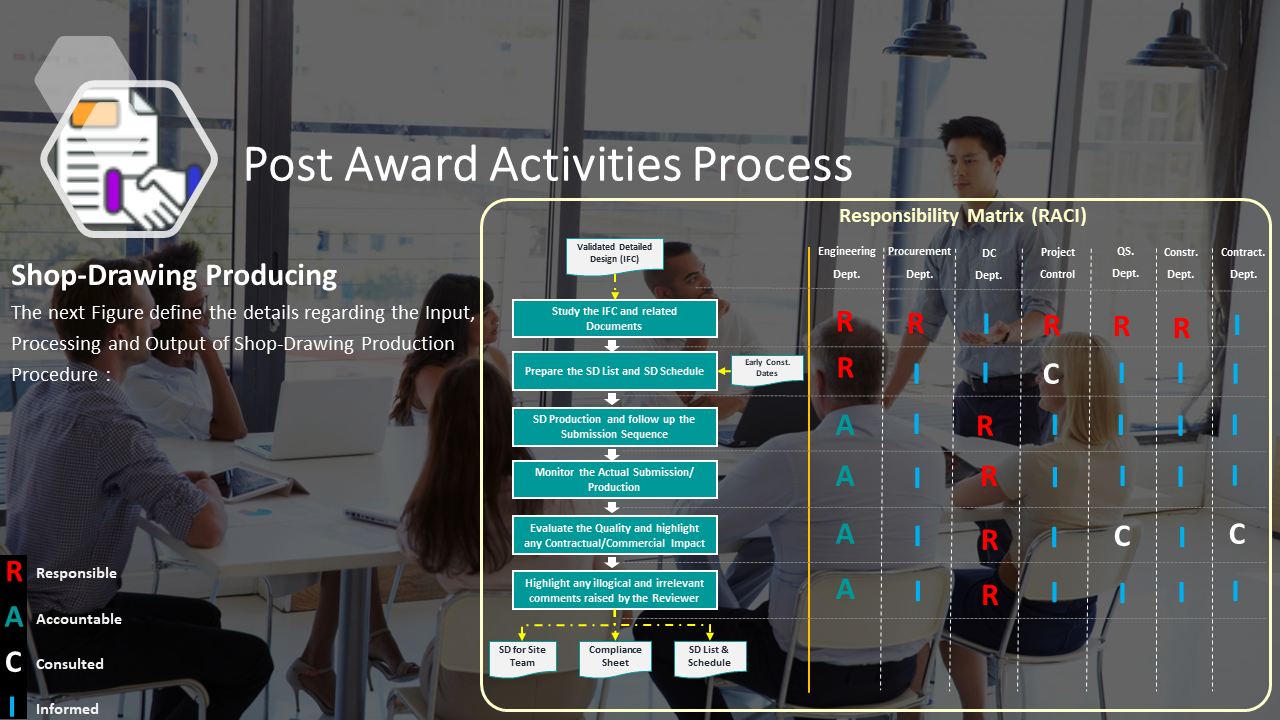 Post Award Activities Process
Shop-Drawing Producing
The next Figure define the details regarding the Input,
Processing and Output of Shop-Drawing Production
Procedure :
R Responsible
A Accountable
C Consulted
I Informed
Responsibility Matrix (RACI)
Engineering Procurement DC Project QS. Constr. Contract.
Dept. Dept. Dept. Control Dept. Dept. Dept.
Validated Detailed
Design (IFC)
Study the IFC and related
Documents
R R I R R R I
Prepare the SD List and SD Schedule
Early Const.
Dates
R I I C I I I
SD Production and follow up the
Submission Sequence
A I R I I I I
Monitor the Actual Submission/
Production
A I R I I I I
Evaluate the Quality and highlight
any Contractual/Commercial Impact
A I R I C I C
Highlight any illogical and irrelevant
comments raised by the Reviewer
A I R I I I I
SD for Site
Team
Compliance
Sheet
SD List &
Schedule